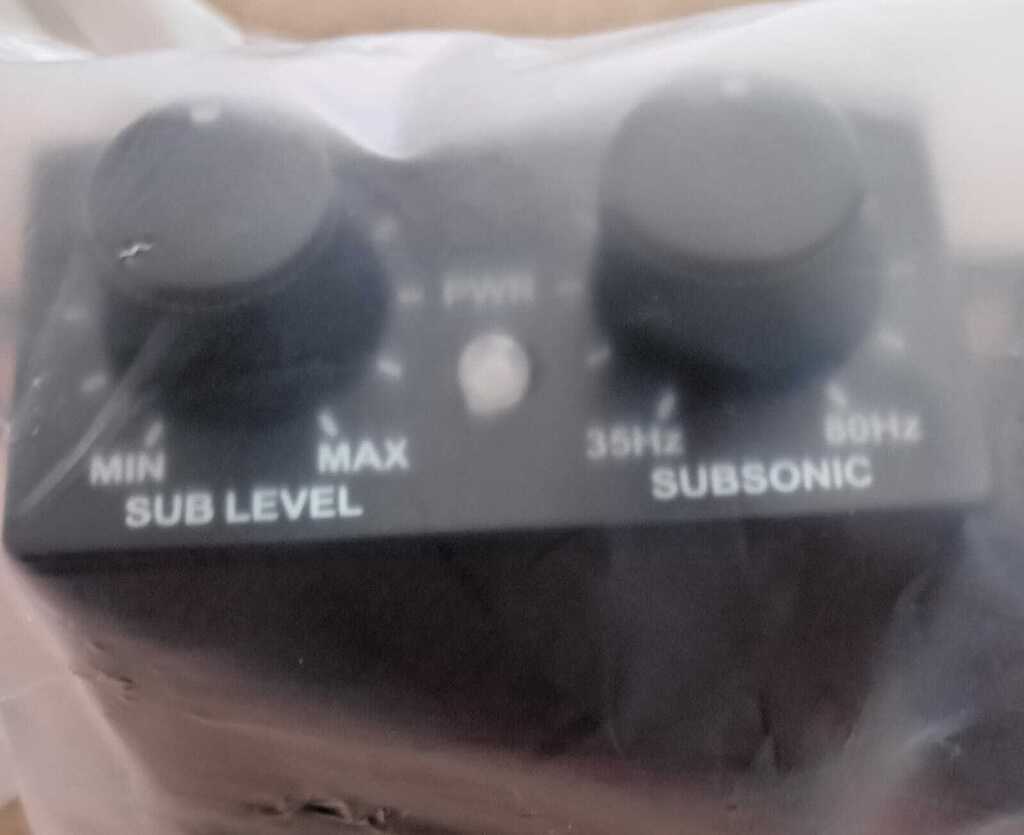 PWR
MIN MAX
SUB LEVEL
35Hz 80Hz
SUBSONIC